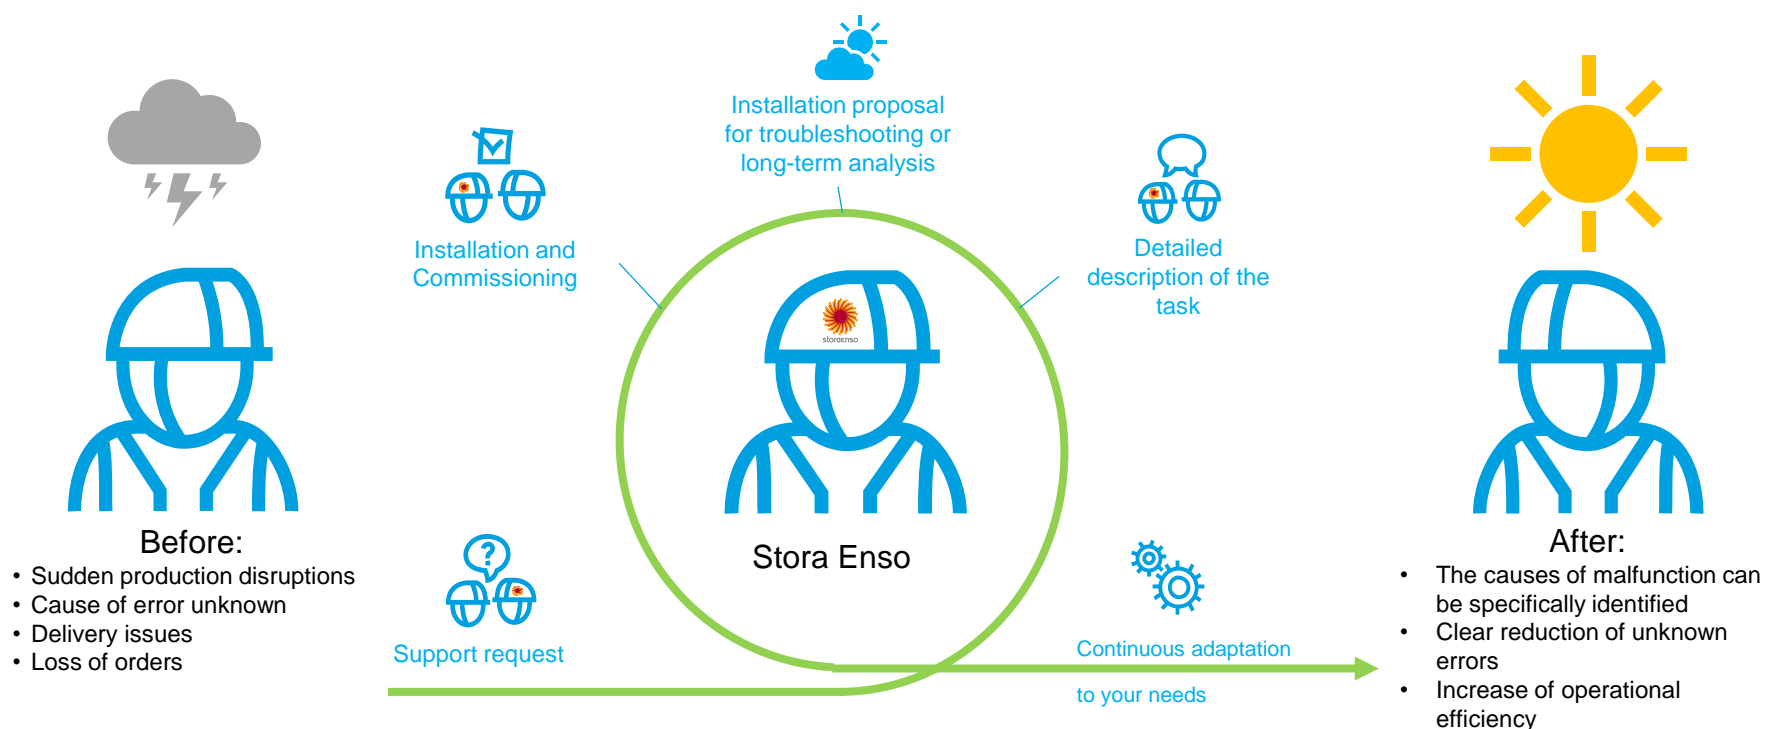 Installation proposal
for troubleshooting or
long-term analysis
Installation and
Commissioning
Detailed
description of the
task
storaenso
Before:
• Sudden production disruptions
• Cause of error unknown
• Delivery issues
• Loss of orders
?
Support request
Stora Enso
Continuous adaptation
to your needs
After:
• The causes of malfunction can
be specifically identified
• Clear reduction of unknown
errors
• Increase of operational
efficiency